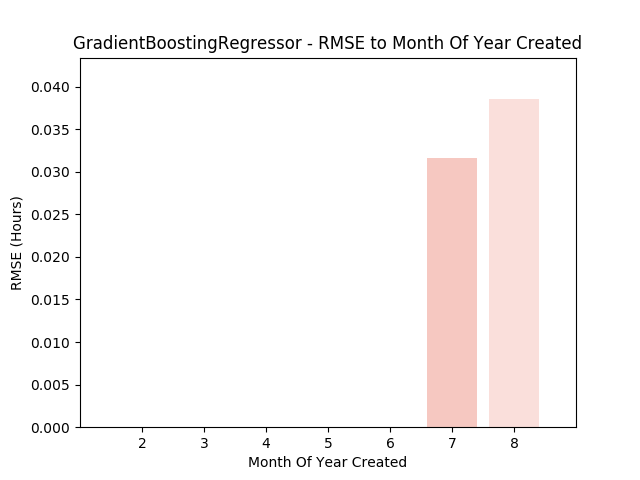 GradientBoostingRegressor - RMSE to Month Of Year Created
0.040
0.035
0.030
0.025
0.020
0.015
0.010
0.005
0.000
RMSE (Hours)
2 3 4 5 6 7 8
Month Of Year Created